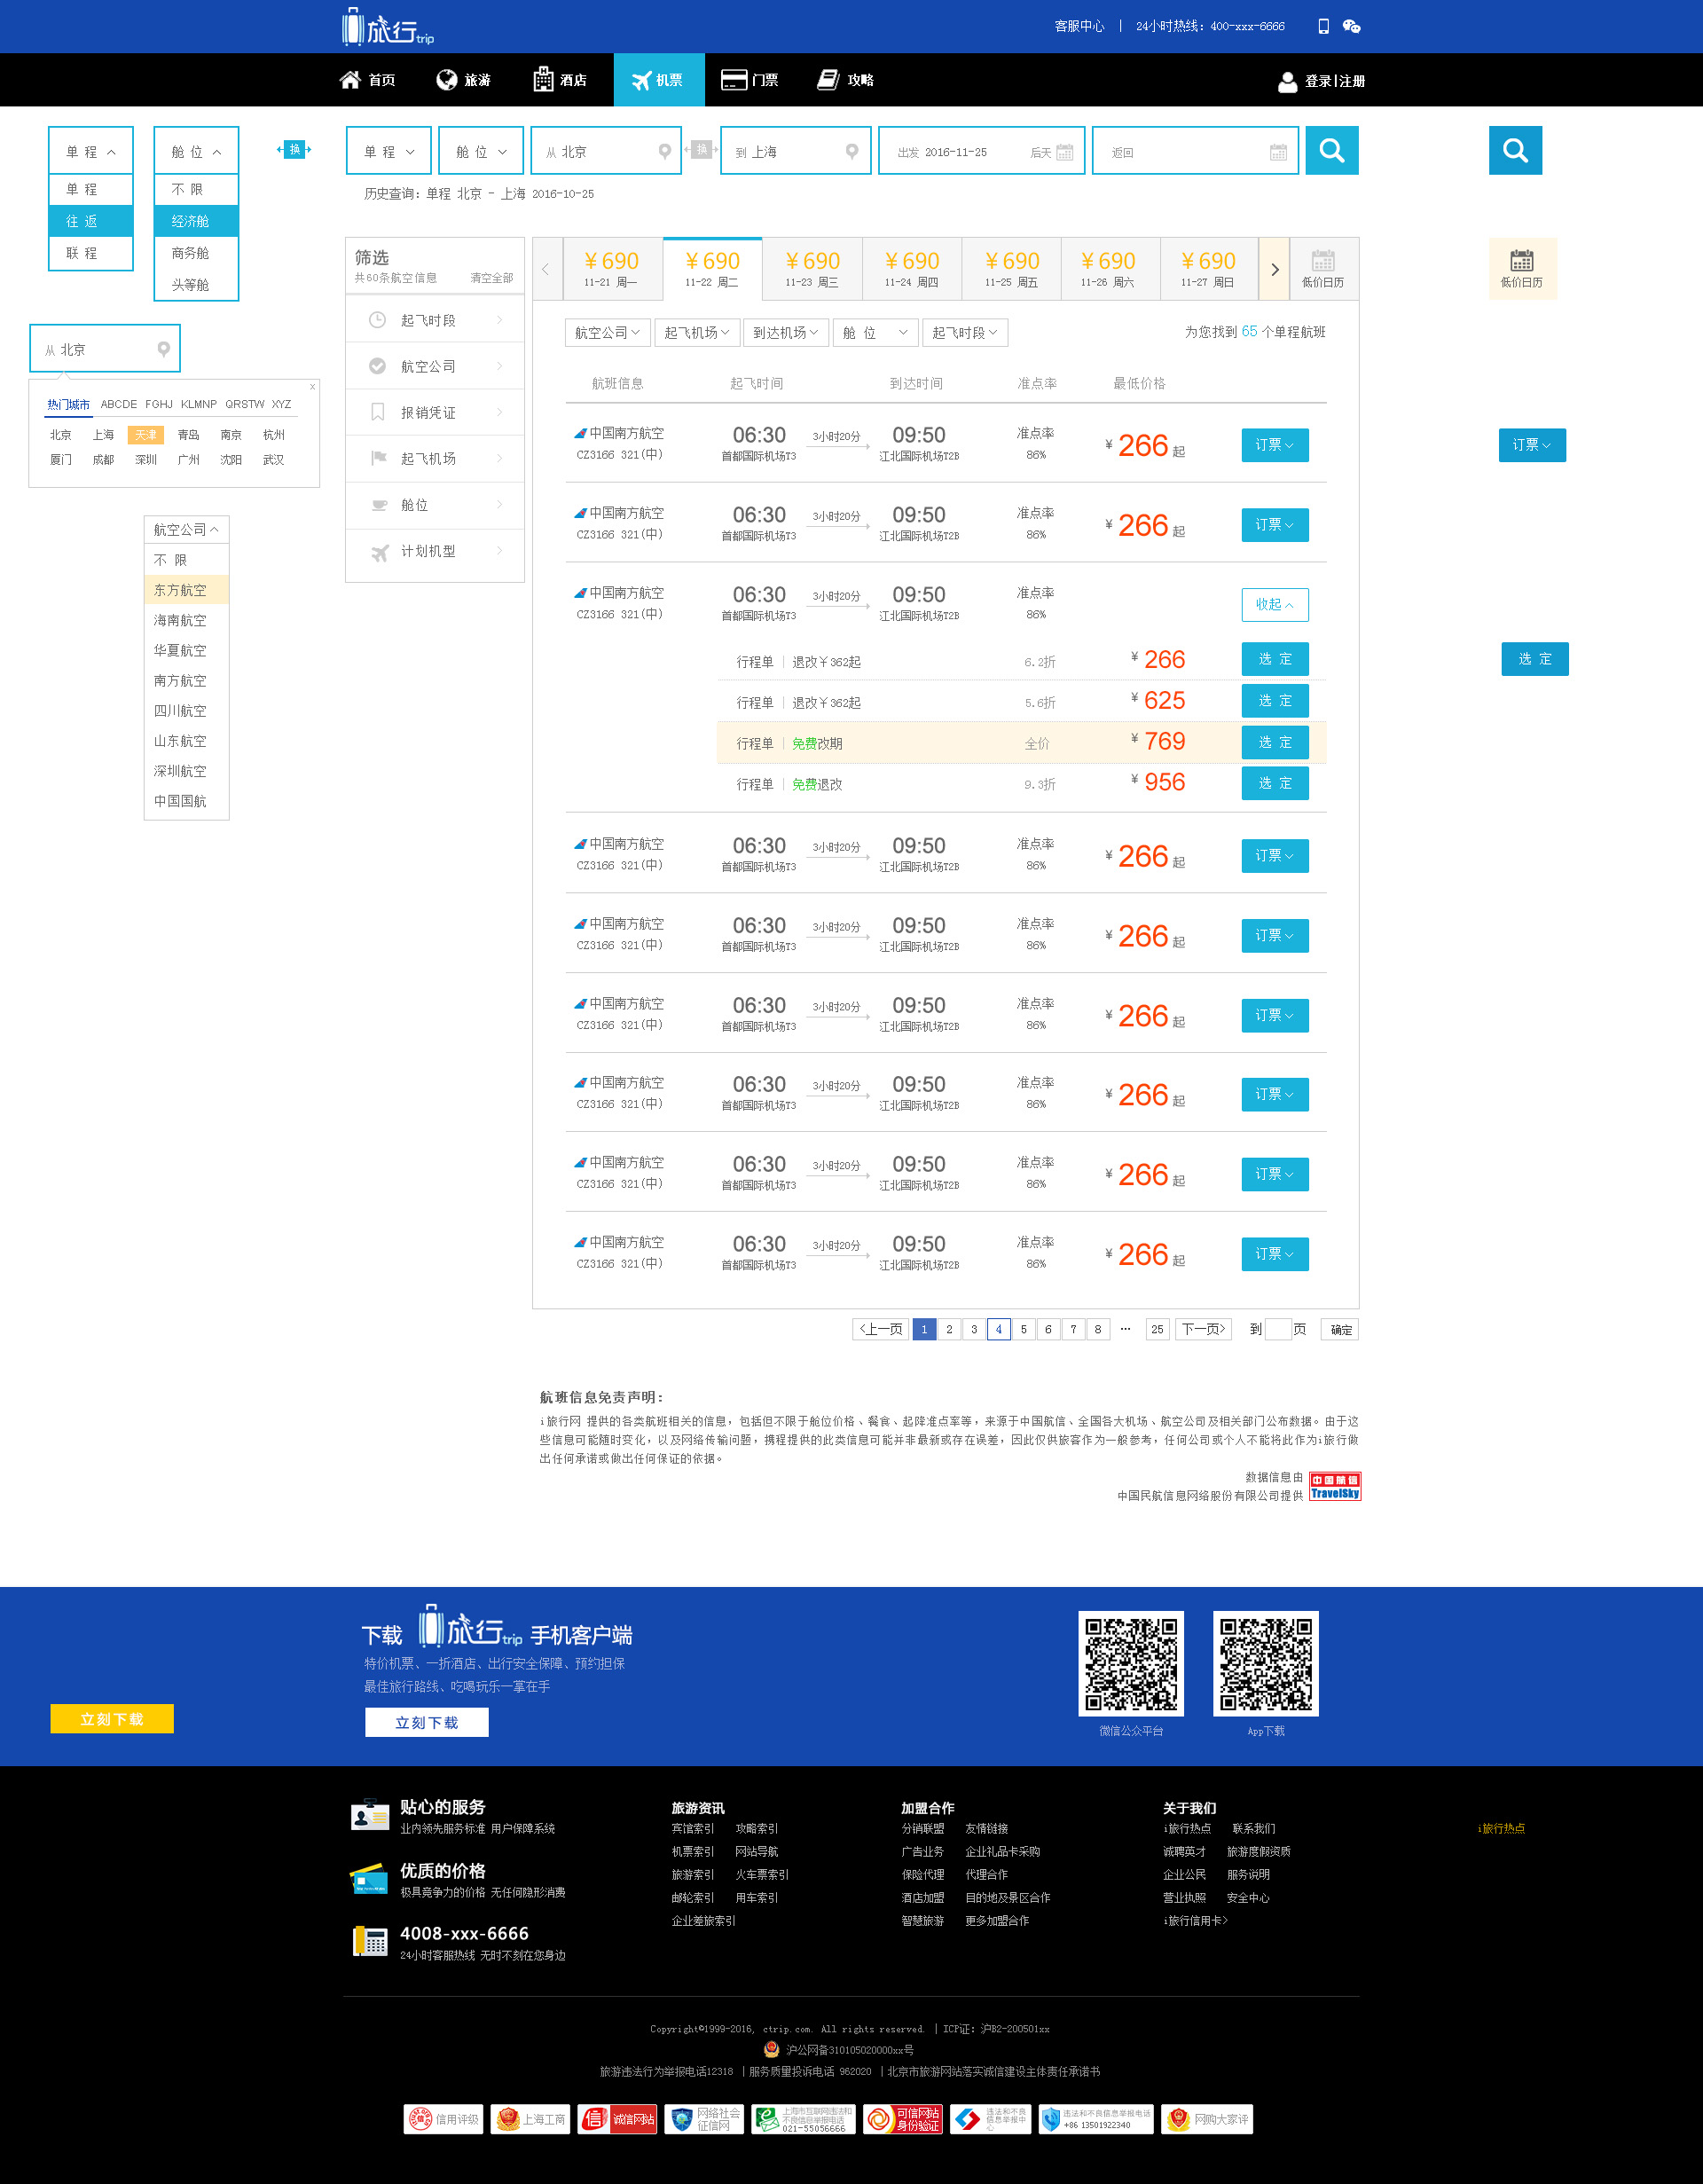 旅行trip
客服中心 | 24小时热线：400-xxx-6666
首页 旅游 酒店 机票 门票 攻略 登录|注册
单 程 舱 位 换 单 程 舱 位 从 北京 换 到 上海 出发 2016-11-25 后天 返回
历史查询：单程 北京 - 上海 2016-10-25
单 程
往 返
联 程
不 限
经济舱
商务舱
头等舱
从 北京
x
热门城市 ABCDE FGHJ KLMNP QRSTW XYZ
北京 上海 天津 青岛 南京 杭州
厦门 成都 深圳 广州 沈阳 武汉
航空公司
不 限
东方航空
海南航空
华夏航空
南方航空
四川航空
山东航空
深圳航空
中国国航
筛选
共60条航空信息 清空全部
起飞时段
航空公司
报销凭证
起飞机场
舱位
计划机型
￥690 ￥690 ￥690 ￥690 ￥690 ￥690 ￥690
11-21 周一 11-22 周二 11-23 周三 11-24 周四 11-25 周五 11-26 周六 11-27 周日 低价日历 低价日历
航空公司 起飞机场 到达机场 舱 位 起飞时段 为您找到 65 个单程航班
航班信息 起飞时间 到达时间 准点率 最低价格
中国南方航空 06:30 3小时20分 09:50 准点率 ¥ 266 起 订票 订票
CZ3166 321(中) 首都国际机场T3 江北国际机场T2B 86%
中国南方航空 06:30 3小时20分 09:50 准点率 ¥ 266 起 订票
CZ3166 321(中) 首都国际机场T3 江北国际机场T2B 86%
中国南方航空 06:30 3小时20分 09:50 准点率 收起
CZ3166 321(中) 首都国际机场T3 江北国际机场T2B 86%
行程单 | 退改￥362起 6.2折 ¥ 266 选 定 选 定
行程单 | 退改￥362起 5.6折 ¥ 625 选 定
行程单 | 免费改期 全价 ¥ 769 选 定
行程单 | 免费退改 9.3折 ¥ 956 选 定
中国南方航空 06:30 3小时20分 09:50 准点率 ¥ 266 起 订票
CZ3166 321(中) 首都国际机场T3 江北国际机场T2B 86%
中国南方航空 06:30 3小时20分 09:50 准点率 ¥ 266 起 订票
CZ3166 321(中) 首都国际机场T3 江北国际机场T2B 86%
中国南方航空 06:30 3小时20分 09:50 准点率 ¥ 266 起 订票
CZ3166 321(中) 首都国际机场T3 江北国际机场T2B 86%
中国南方航空 06:30 3小时20分 09:50 准点率 ¥ 266 起 订票
CZ3166 321(中) 首都国际机场T3 江北国际机场T2B 86%
中国南方航空 06:30 3小时20分 09:50 准点率 ¥ 266 起 订票
CZ3166 321(中) 首都国际机场T3 江北国际机场T2B 86%
中国南方航空 06:30 3小时20分 09:50 准点率 ¥ 266 起 订票
CZ3166 321(中) 首都国际机场T3 江北国际机场T2B 86%
<上一页 1 2 3 4 5 6 7 8 ··· 25 下一页> 到 页 确定
航班信息免责声明：
i旅行网 提供的各类航班相关的信息，包括但不限于舱位价格、餐食、起降准点率等，来源于中国航信、全国各大机场、航空公司及相关部门公布数据。由于这
些信息可能随时变化，以及网络传输问题，携程提供的此类信息可能并非最新或存在误差，因此仅供旅客作为一般参考，任何公司或个人不能将此作为i旅行做
出任何承诺或做出任何保证的依据。
数据信息由
中国民航信息网络股份有限公司提供
中国航信
TravelSky
下载 旅行trip 手机客户端
特价机票、一折酒店、出行安全保障、预约担保
最佳旅行路线、吃喝玩乐一掌在手
立刻下载 立刻下载
微信公众平台 App下载
贴心的服务
业内领先服务标准 用户保障系统
优质的价格
极具竞争力的价格 无任何隐形消费
4008-xxx-6666
24小时客服热线 无时不刻在您身边
旅游资讯
宾馆索引 攻略索引
机票索引 网站导航
旅游索引 火车票索引
邮轮索引 用车索引
企业差旅索引
加盟合作
分销联盟 友情链接
广告业务 企业礼品卡采购
保险代理 代理合作
酒店加盟 目的地及景区合作
智慧旅游 更多加盟合作
关于我们
i旅行热点 联系我们
诚聘英才 旅游度假资质
企业公民 服务说明
营业执照 安全中心
i旅行信用卡>
i旅行热点
Copyright©1999-2016, ctrip.com. All rights reserved. | ICP证：沪B2-200501xx
沪公网备310105020000xx号
旅游违法行为举报电话12318 | 服务质量投诉电话 962020 | 北京市旅游网站落实诚信建设主体责任承诺书
信用评级
上海工商
诚信网站
网络社会
征信网
上海市互联网违法和
不良信息举报电话
021-55056666
可信网站
身份验证
违法和不良
信息举报中
心
违法和不良信息举报电话
+86 13501922340
网购大家评